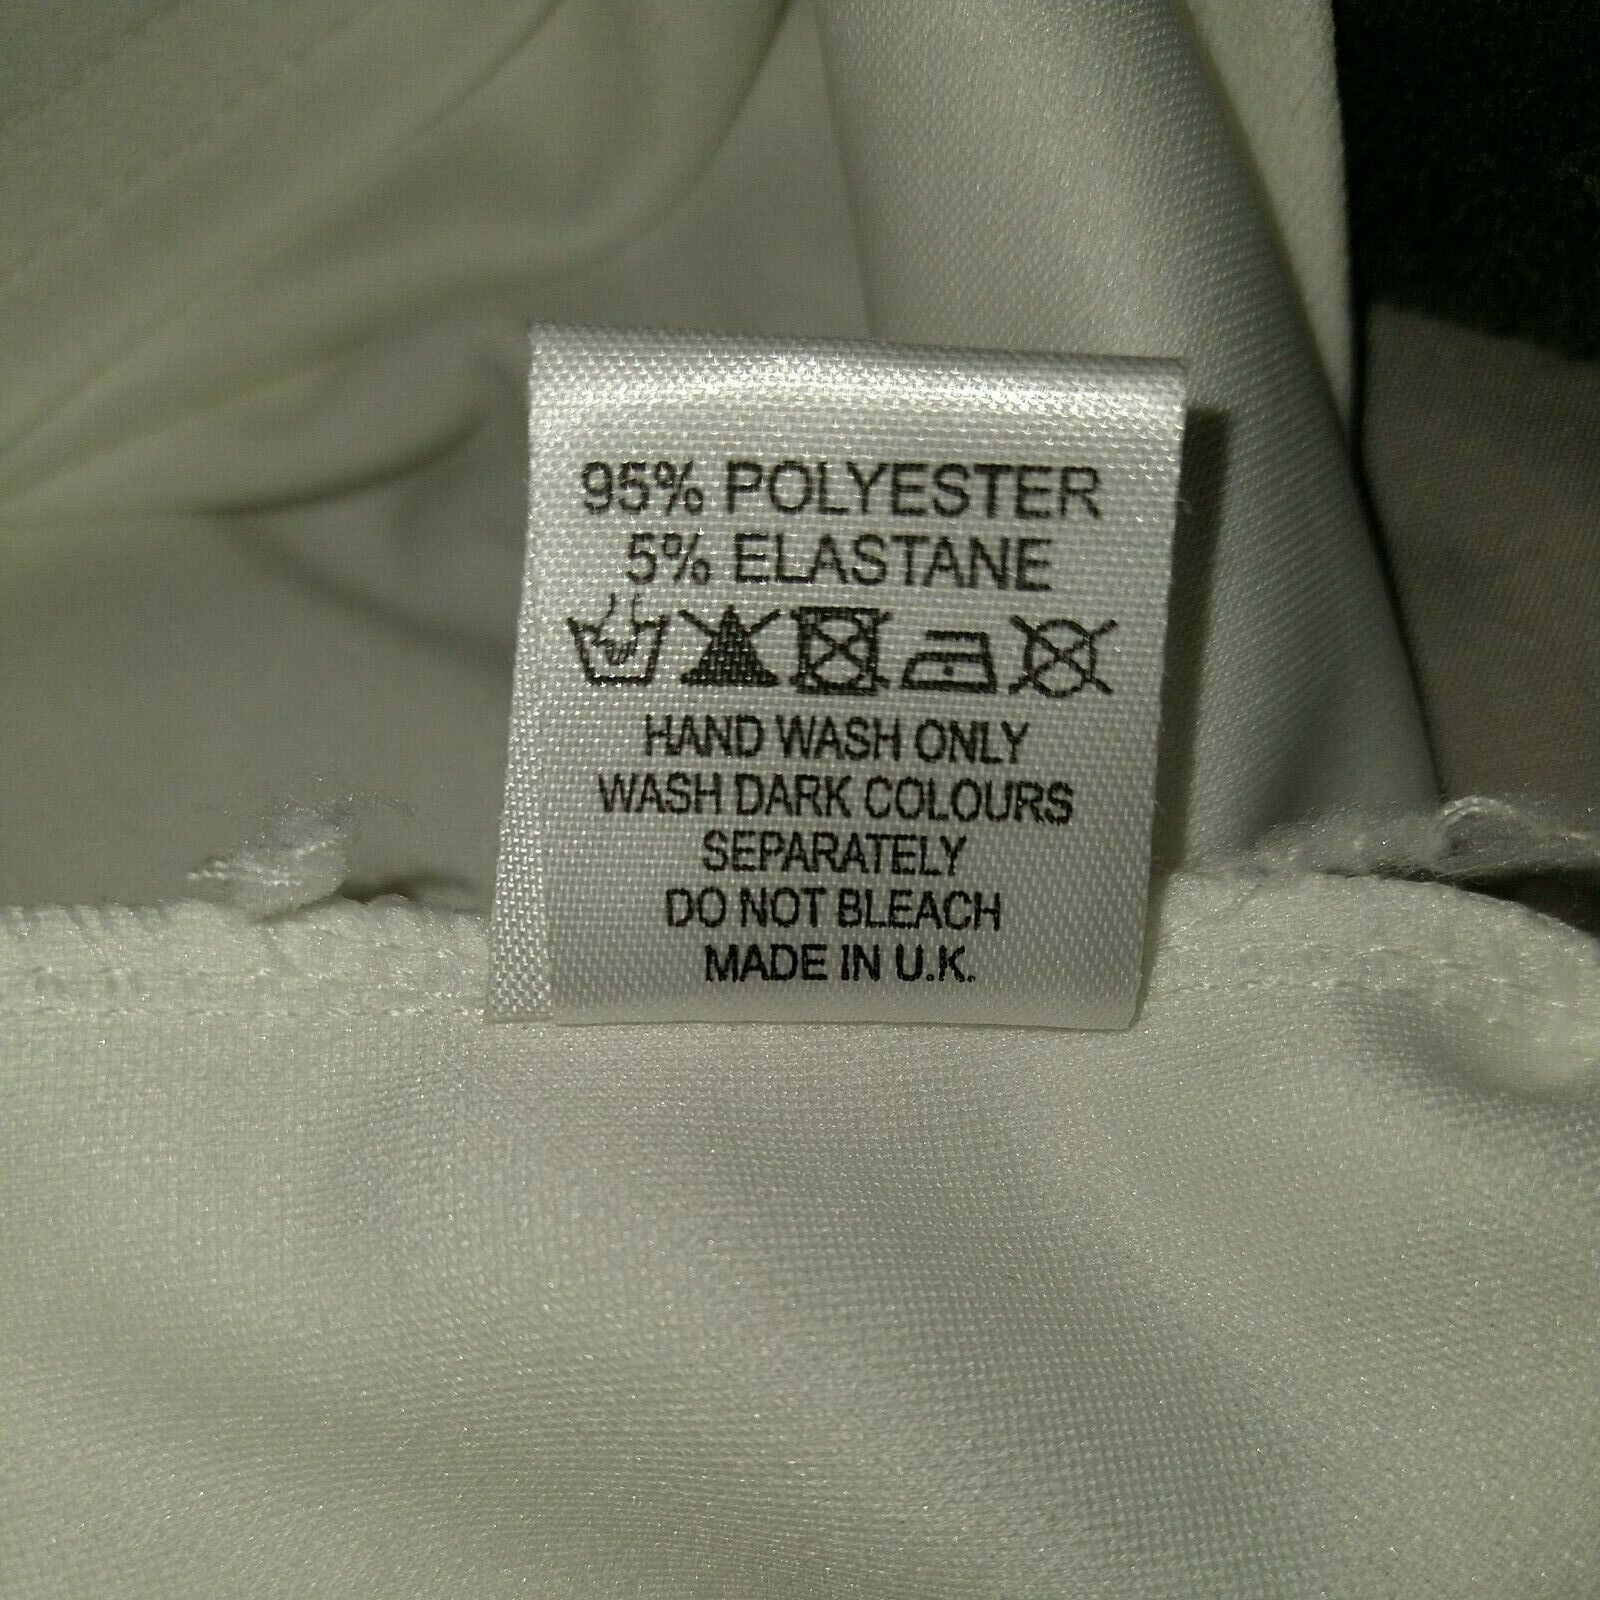 95% POLYESTER
5% ELASTANE
HAND WASH ONLY
WASH DARK COLOURS
SEPARATELY
DO NOT BLEACH
MADE IN U.K.